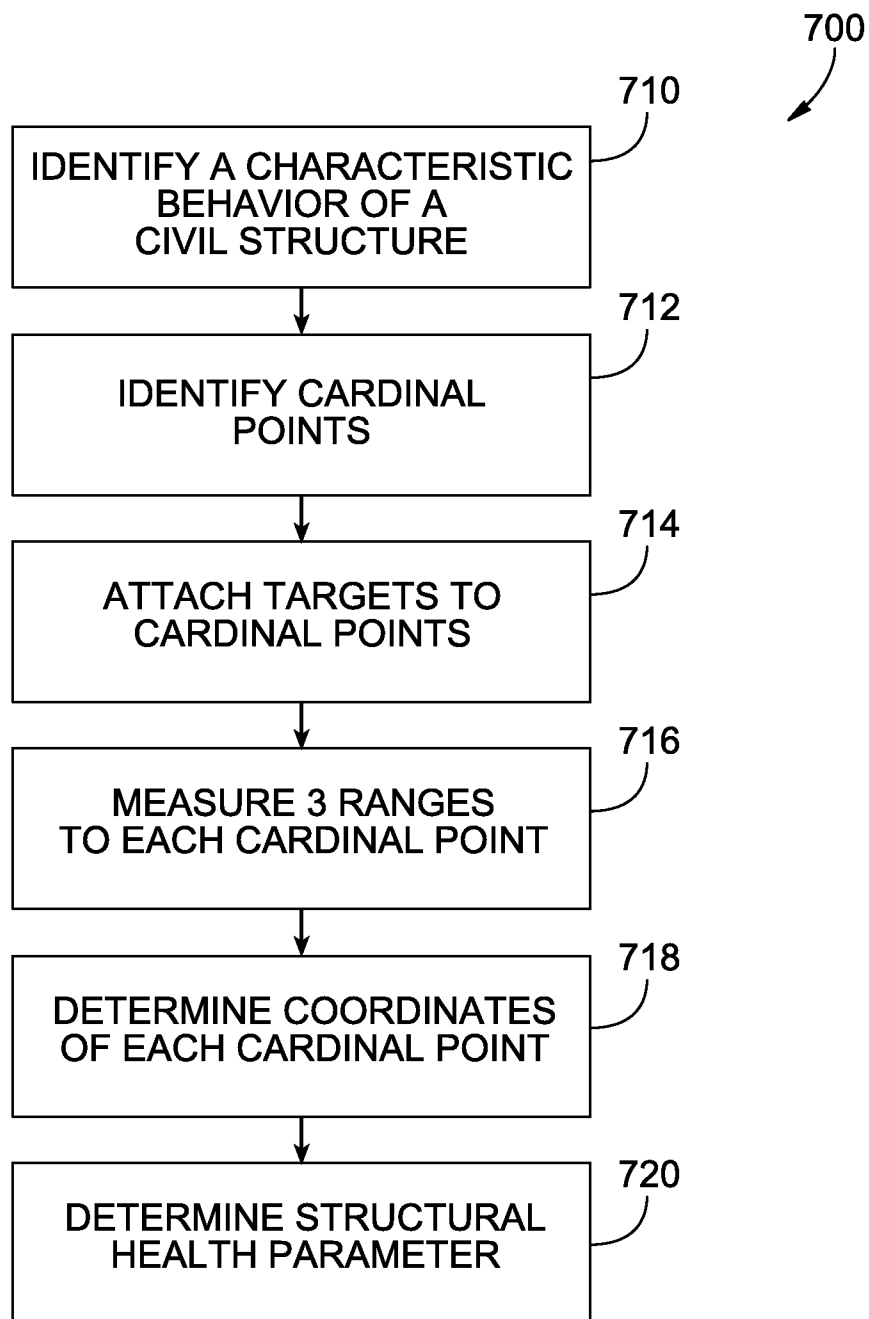 700
710
IDENTIFY A CHARACTERISTIC
BEHAVIOR OF A
CIVIL STRUCTURE
712
IDENTIFY CARDINAL
POINTS
714
ATTACH TARGETS TO
CARDINAL POINTS
716
MEASURE 3 RANGES
TO EACH CARDINAL POINT
718
DETERMINE COORDINATES
OF EACH CARDINAL POINT
720
DETERMINE STRUCTURAL
HEALTH PARAMETER